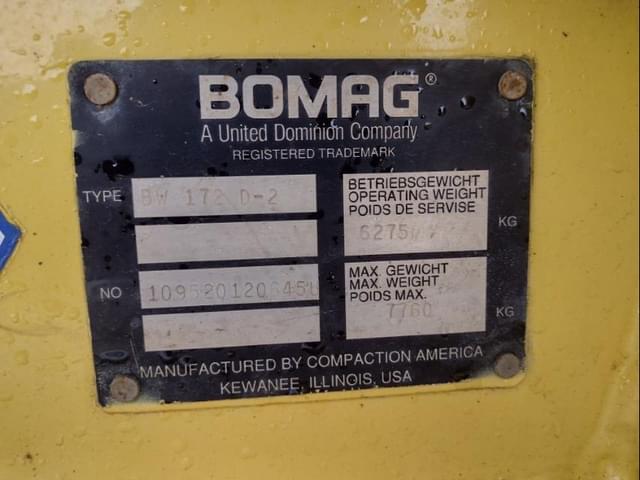 BOMAG®
A United Dominion Company
REGISTERED TRADEMARK
TYPE BW 172 D-2
BETRIEBSGEWICHT
OPERATING WEIGHT
POIDS DE SERVISE
6275 KG
NO
MAX. GEWICHT
MAX. WEIGHT
POIDS MAX.
7760 KG
MANUFACTURED BY COMPACTION AMERICA
KEWANEE, ILLINOIS, USA